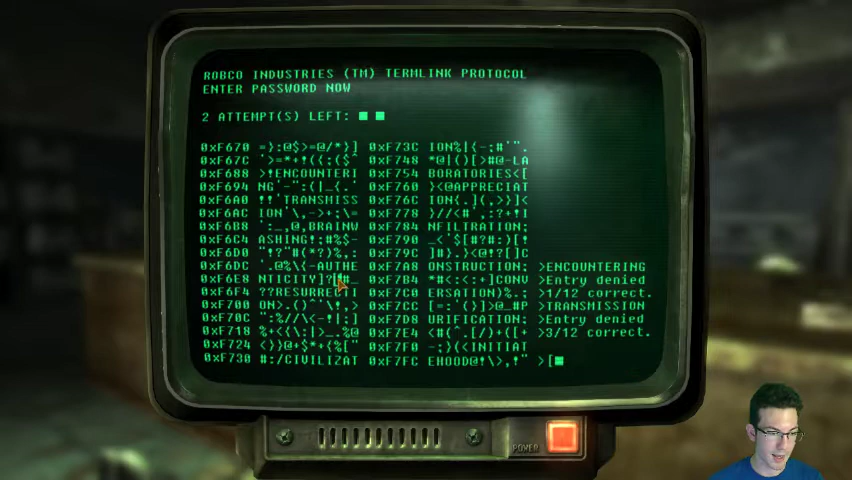 ROBCO INDUSTRIES (TM) TERMLINK PROTOCOL
ENTER PASSWORD NOW
2 ATTEMPT(S) LEFT: ■ ■
0xF670 =}:@$>=@/*}] 0xF73C ION%|{-;#'".
0xF67C '>=*+!({;($^ 0xF748 *@|()[>#@-LA
0xF688 >!ENCOUNTERI 0xF754 BORATORIES<[
0xF694 NG'-":(|_{.' 0xF760 }<@APPRECIAT
0xF6A0 !!'TRANSMISS 0xF76C ION{.](,>}]<
0xF6AC ION'\,->+;\= 0xF778 }//<#',:?+!I
0xF6B8 ':_,@,BRAINW 0xF784 NFILTRATION;
0xF6C4 ASHING!;#%$- 0xF790 _<'$[#?#:)[!
0xF6D0 "!?"#(*?)%,: 0xF79C ]#}.}<@!?[]C
0xF6DC '.@%\{-AUTHE 0xF7A8 ONSTRUCTION; >ENCOUNTERING
0xF6E8 NTICITY]?[#_ 0xF7B4 *#<:<:+]CONV >Entry denied
0xF6F4 ??RESURRECTI 0xF7C0 ERSATION)%.; >1/12 correct.
0xF700 ON>.()^'\!,> 0xF7CC [=:'{}]>@_#P >TRANSMISSION
0xF70C ":%//\<-!|:] 0xF7D8 URIFICATION; >Entry denied
0xF718 %+<{\:|>_.%@ 0xF7E4 <#(^.[/)+([+ >3/12 correct.
0xF724 <)}@+$*+{%[" 0xF7F0 -;}(<INITIAT
0xF730 #:/CIVILIZAT 0xF7FC EHOOD@!\>,!" >[■
POWER